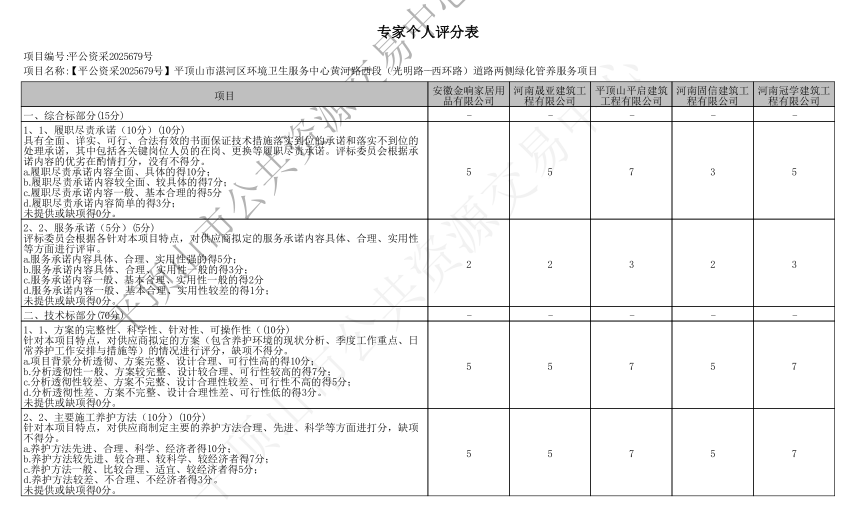 专家个人评分表
项目编号:平公资采2025679号
项目名称:【平公资采2025679号】平顶山市湛河区环境卫生服务中心黄河路西段（光明路—西环路）道路两侧绿化管养服务项目
项目 安徽金响家居用品有限公司 河南晟亚建筑工程有限公司 平顶山平启建筑工程有限公司 河南固信建筑工程有限公司 河南冠学建筑工程有限公司
一、综合标部分(15分) – – – – –
1、1、履职尽责承诺（10分）(10分)
具有全面、详实、可行、合法有效的书面保证技术措施落实到位的承诺和落实不到位的
处理承诺，其中包括各关键岗位人员的在岗、更换等履职尽责承诺。评标委员会根据承
诺内容的优劣在酌情打分，没有不得分。
a.履职尽责承诺内容全面、具体的得10分；
b.履职尽责承诺内容较全面、较具体的得7分；
c.履职尽责承诺内容一般、基本合理的得5分
d.履职尽责承诺内容简单的得3分；
未提供或缺项得0分。
5 5 7 3 5
2、2、服务承诺（5分）(5分)
评标委员会根据各针对本项目特点，对供应商拟定的服务承诺内容具体、合理、实用性
等方面进行评审。
a.服务承诺内容具体、合理、实用性强的得5分；
b.服务承诺内容具体、合理、实用性一般的得3分；
c.服务承诺内容一般、基本合理、实用性一般的得2分
d.服务承诺内容一般、基本合理、实用性较差的得1分；
未提供或缺项得0分。
2 2 3 2 3
二、技术标部分(70分) – – – – –
1、1、方案的完整性、科学性、针对性、可操作性（(10分)
针对本项目特点，对供应商拟定的方案（包含养护环境的现状分析、季度工作重点、日
常养护工作安排与措施等）的情况进行评分，缺项不得分。
a.项目背景分析透彻、方案完整、设计合理、可行性高的得10分；
b.分析透彻性一般、方案较完整、设计较合理、可行性较高的得7分；
c.分析透彻性较差、方案不完整、设计合理性较差、可行性不高的得5分；
d.分析透彻性差、方案不完整、设计合理性差、可行性低的得3分。
未提供或缺项得0分。
5 5 7 5 7
2、2、主要施工养护方法（10分）(10分)
针对本项目特点，对供应商制定主要的养护方法合理、先进、科学等方面进打分，缺项
不得分。
a.养护方法先进、合理、科学、经济者得10分；
b.养护方法较先进、较合理、较科学、较经济者得7分；
c.养护方法一般、比较合理、适宜、较经济者得5分；
d.养护方法较差、不合理、不经济者得3分。
未提供或缺项得0分。
5 5 7 5 7
平顶山市公共资源交易中心
顶山市公共资源交易中心